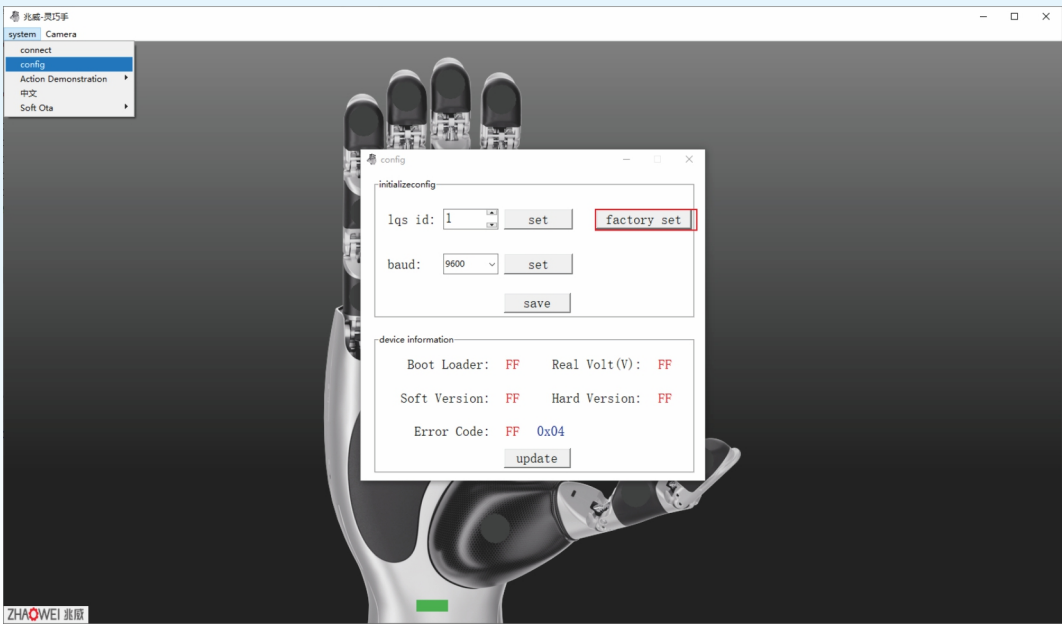 兆威-灵巧手
system Camera
connect
config
Action Demonstration
中文
Soft Ota
config
initializeconfig
lqs id: 1 set factory set
baud: 9600 set
save
device information
Boot Loader: FF Real Volt(V): FF
Soft Version: FF Hard Version: FF
Error Code: FF 0x04
update
ZHAOWEI 兆威